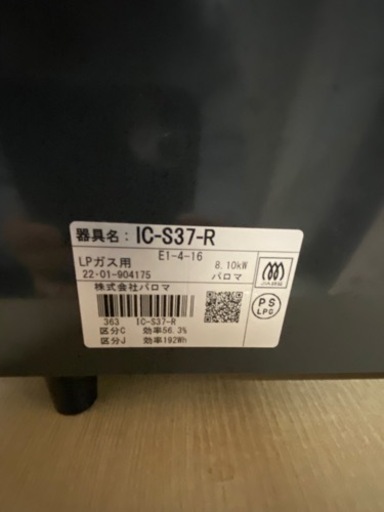 器具名：IC-S37-R
LPガス用 E1-4-16 8.10kW
22-01-904175 パロマ
株式会社パロマ
363 IC-S37-R
区分C 効率56.3%
区分J 効率192Wh
PS
LPG